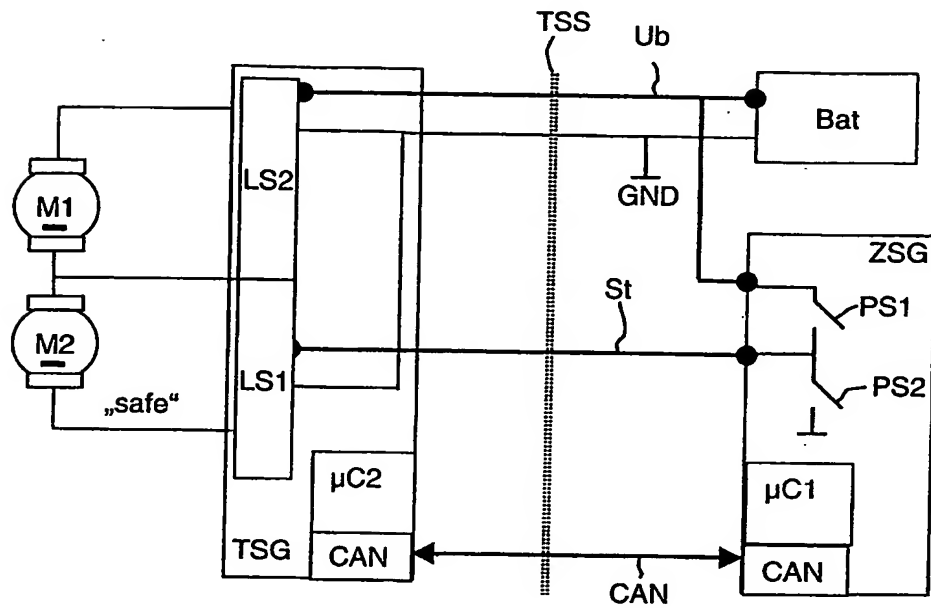 TSS
Ub
Bat
LS2
M1
GND
ZSG
St
PS1
M2
LS1
PS2
„safe“
µC2
µC1
TSG
CAN
CAN
CAN